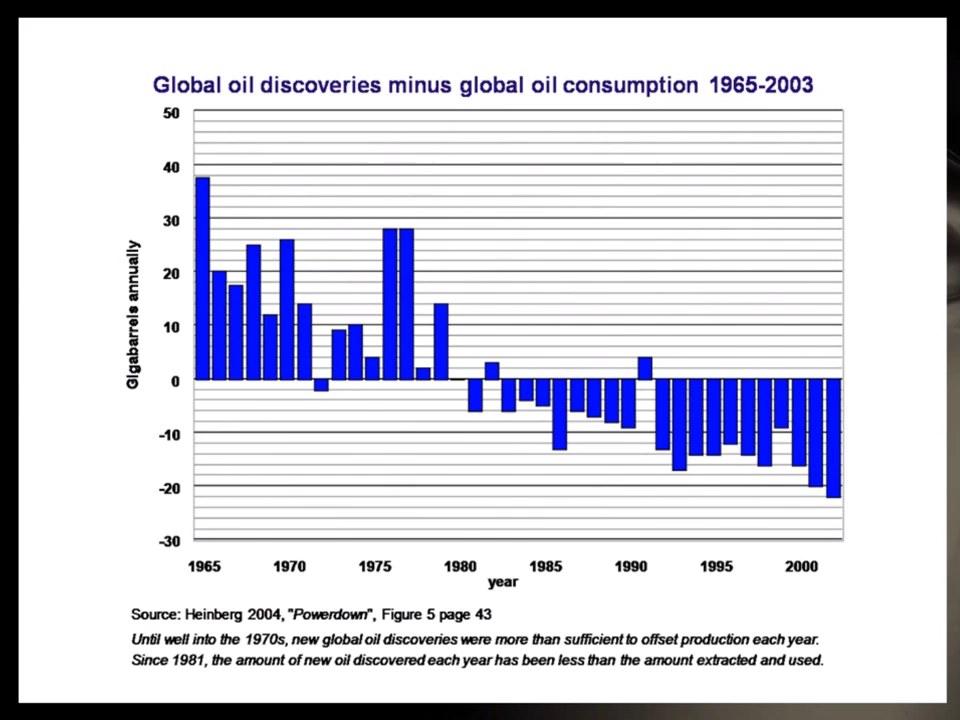 Global oil discoveries minus global oil consumption 1965-2003
50
40
30
20
10
0
-10
-20
-30
Gigabarrels annually
1965 1970 1975 1980 1985 1990 1995 2000
year
Source: Heinberg 2004, "Powerdown", Figure 5 page 43
Until well into the 1970s, new global oil discoveries were more than sufficient to offset production each year.
Since 1981, the amount of new oil discovered each year has been less than the amount extracted and used.